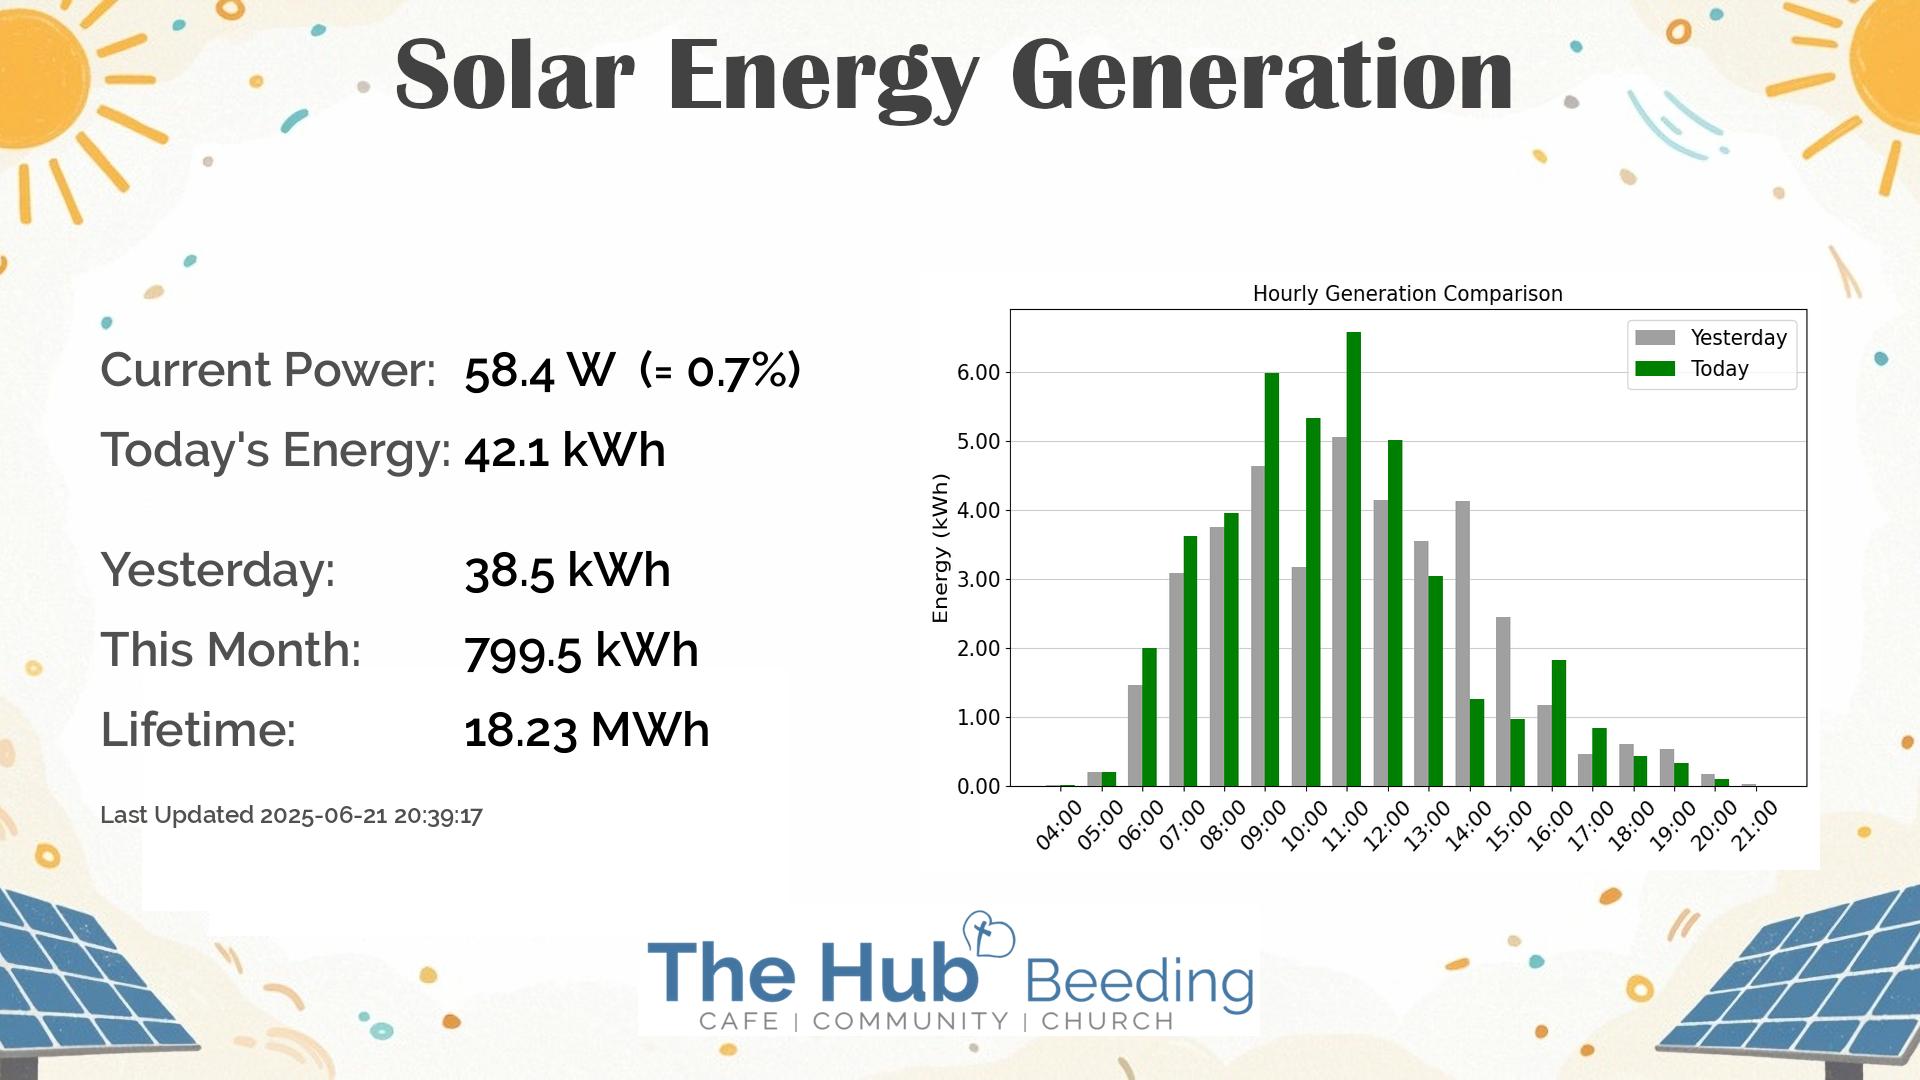 Solar Energy Generation
Current Power: 58.4 W (= 0.7%)
Today's Energy: 42.1 kWh
Yesterday: 38.5 kWh
This Month: 799.5 kWh
Lifetime: 18.23 MWh
Last Updated 2025-06-21 20:39:17
Hourly Generation Comparison
Yesterday
Today
Energy (kWh)
6.00
5.00
4.00
3.00
2.00
1.00
0.00
04:00 05:00 06:00 07:00 08:00 09:00 10:00 11:00 12:00 13:00 14:00 15:00 16:00 17:00 18:00 19:00 20:00 21:00
The Hub Beeding
CAFE | COMMUNITY | CHURCH